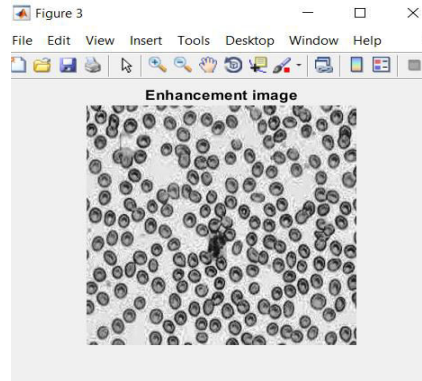 Figure 3
File Edit View Insert Tools Desktop Window Help
Enhancement image